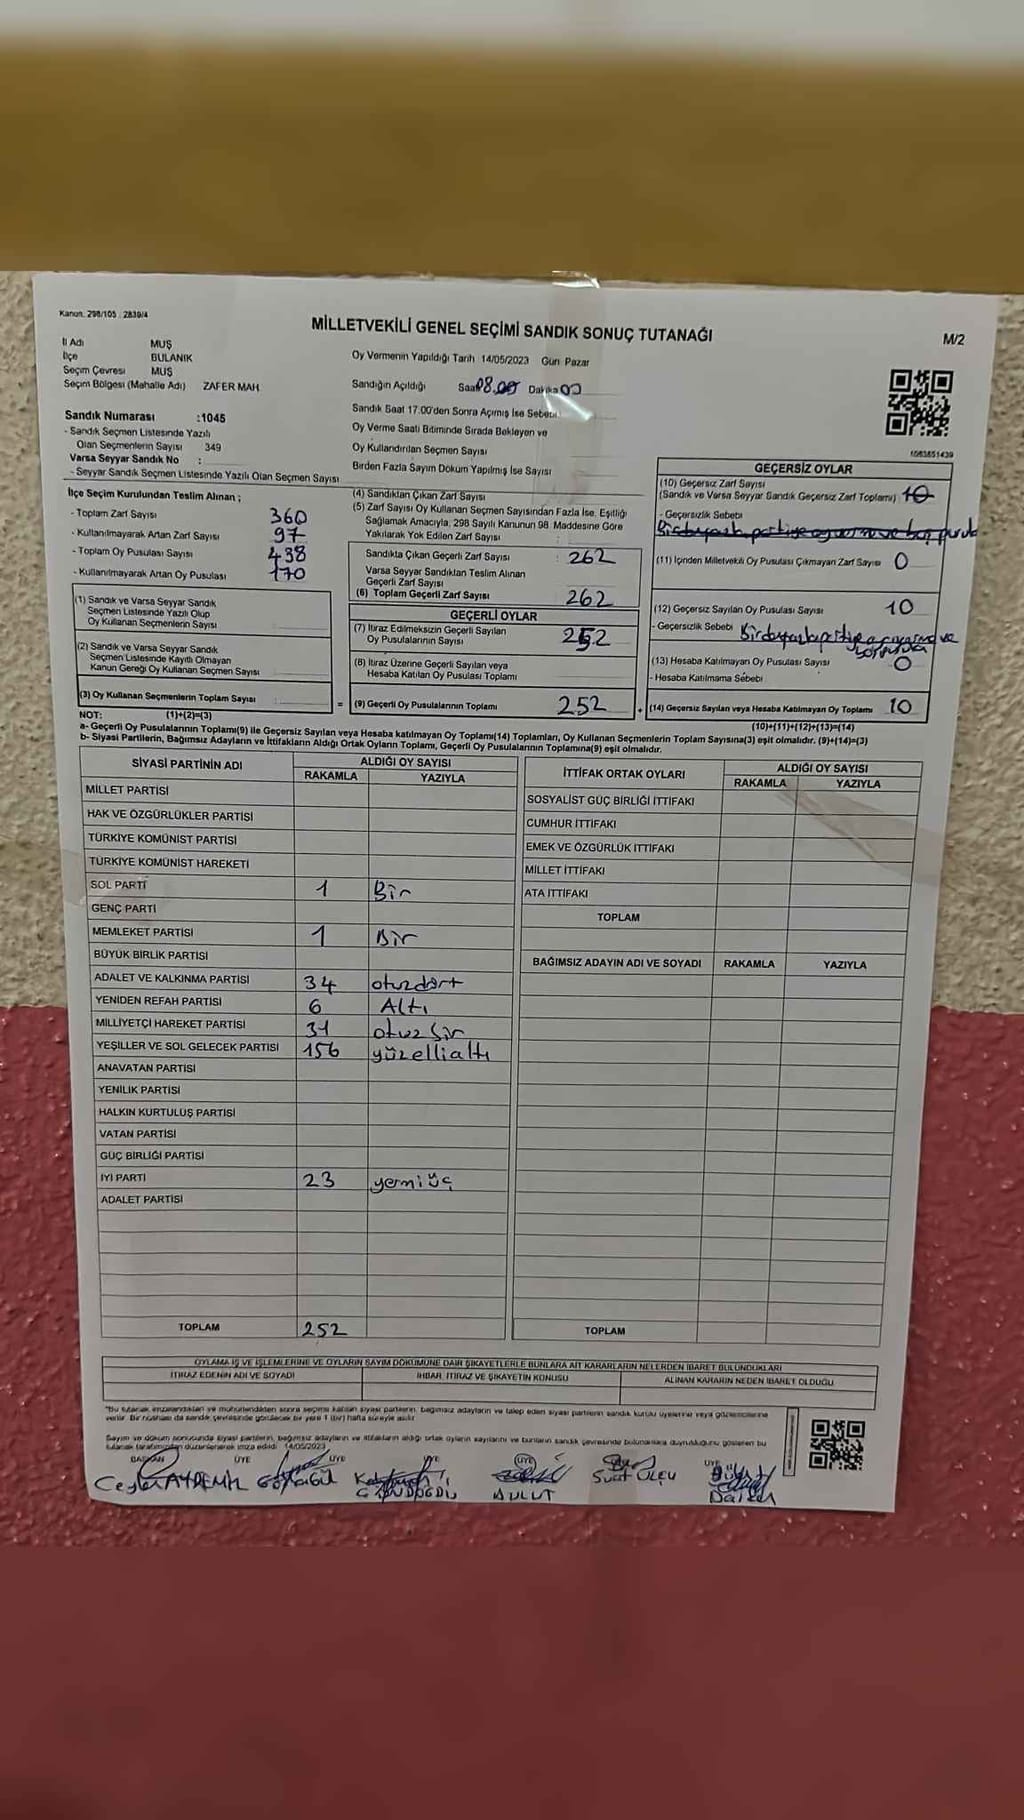 Kanun: 298/105 : 2839/4
MİLLETVEKİLİ GENEL SEÇİMİ SANDIK SONUÇ TUTANAĞI
M/2
İl Adı MUŞ
İlçe BULANIK
Seçim Çevresi MUŞ
Seçim Bölgesi (Mahalle Adı) ZAFER MAH.
Oy Vermenin Yapıldığı Tarih 14/05/2023 Gün Pazar
Sandığın Açıldığı Saat 08.00 Dakika 00
Sandık Saat 17.00'den Sonra Açmış İse Sebebi
Oy Verme Saati Bitiminde Sırada Bekleyen ve
Oy Kullandırılan Seçmen Sayısı
Birden Fazla Sayım Döküm Yapılmış İse Sayısı
Sandık Numarası :1045
- Sandık Seçmen Listesinde Yazılı
Olan Seçmenlerin Sayısı 349
Varsa Seyyar Sandık No :
- Seyyar Sandık Seçmen Listesinde Yazılı Olan Seçmen Sayısı
1083851439
İlçe Seçim Kurulundan Teslim Alınan ;
- Toplam Zarf Sayısı 360
- Kullanılmayarak Artan Zarf Sayısı 97
- Toplam Oy Pusulası Sayısı 438
- Kullanılmayarak Artan Oy Pusulası 170
(1) Sandık ve Varsa Seyyar Sandık
Seçmen Listesinde Yazılı Olup
Oy Kullanan Seçmenlerin Sayısı :
(2) Sandık ve Varsa Seyyar Sandık
Seçmen Listesinde Kayıtlı Olmayan
Kanun Gereği Oy Kullanan Seçmen Sayısı :
(3) Oy Kullanan Seçmenlerin Toplam Sayısı :
(1)+(2)=(3)
(4) Sandıktan Çıkan Zarf Sayısı
(5) Zarf Sayısı Oy Kullanan Seçmen Sayısından Fazla İse, Eşitliği
Sağlamak Amacıyla, 298 Sayılı Kanunun 98. Maddesine Göre
Yakılarak Yok Edilen Zarf Sayısı :
Sandıkta Çıkan Geçerli Zarf Sayısı : 262
Varsa Seyyar Sandıktan Teslim Alınan
Geçerli Zarf Sayısı :
(6) Toplam Geçerli Zarf Sayısı 262
GEÇERLİ OYLAR
(7) İtiraz Edilmeksizin Geçerli Sayılan
Oy Pusulalarının Sayısı 252
(8) İtiraz Üzerine Geçerli Sayılan veya
Hesaba Katılan Oy Pusulası Toplamı
= (9) Geçerli Oy Pusulalarının Toplamı 252
GEÇERSİZ OYLAR
(10) Geçersiz Zarf Sayısı
(Sandık ve Varsa Seyyar Sandık Geçersiz Zarf Toplamı) 10
- Geçersizlik Sebebi
(11) İçinden Milletvekili Oy Pusulası Çıkmayan Zarf Sayısı 0
(12) Geçersiz Sayılan Oy Pusulası Sayısı 10
- Geçersizlik Sebebi
(13) Hesaba Katılmayan Oy Pusulası Sayısı 0
- Hesaba Katılmama Sebebi
+ (14) Geçersiz Sayılan veya Hesaba Katılmayan Oy Toplamı 10
(10)+(11)+(12)+(13)=(14)
NOT:
a- Geçerli Oy Pusulalarının Toplamı(9) ile Geçersiz Sayılan veya Hesaba katılmayan Oy Toplamı(14) Toplamları, Oy Kullanan Seçmenlerin Toplam Sayısına(3) eşit olmalıdır. (9)+(14)=(3)
b- Siyasi Partilerin, Bağımsız Adayların ve İttifakların Aldığı Ortak Oyların Toplamı, Geçerli Oy Pusulalarının Toplamına(9) eşit olmalıdır.
SİYASİ PARTİNİN ADI ALDIĞI OY SAYISI
RAKAMLA YAZIYLA
MİLLET PARTİSİ
HAK VE ÖZGÜRLÜKLER PARTİSİ
TÜRKİYE KOMÜNİST PARTİSİ
TÜRKİYE KOMÜNİST HAREKETİ
SOL PARTİ 1 Bir
GENÇ PARTİ
MEMLEKET PARTİSİ 1 Bir
BÜYÜK BİRLİK PARTİSİ
ADALET VE KALKINMA PARTİSİ 34 otuzdört
YENİDEN REFAH PARTİSİ 6 Altı
MİLLİYETÇİ HAREKET PARTİSİ 31 otuzbir
YEŞİLLER VE SOL GELECEK PARTİSİ 156 yüzellialtı
ANAVATAN PARTİSİ
YENİLİK PARTİSİ
HALKIN KURTULUŞ PARTİSİ
VATAN PARTİSİ
GÜÇ BİRLİĞİ PARTİSİ
İYİ PARTİ 23 yermiüç
ADALET PARTİSİ
TOPLAM 252
İTTİFAK ORTAK OYLARI ALDIĞI OY SAYISI
RAKAMLA YAZIYLA
SOSYALİST GÜÇ BİRLİĞİ İTTİFAKI
CUMHUR İTTİFAKI
EMEK VE ÖZGÜRLÜK İTTİFAKI
MİLLET İTTİFAKI
ATA İTTİFAKI
TOPLAM
BAĞIMSIZ ADAYIN ADI VE SOYADI RAKAMLA YAZIYLA
TOPLAM
OYLAMA İŞ VE İŞLEMLERİNE VE OYLARIN SAYIM DÖKÜMÜNE DAİR ŞİKAYETLERLE BUNLARA AİT KARARLARIN NELERDEN İBARET BULUNDUKLARI
İTİRAZ EDENİN ADI VE SOYADI İHBAR, İTİRAZ VE ŞİKAYETİN KONUSU ALINAN KARARIN NEDEN İBARET OLDUĞU
"Bu tutanak imzalandıktan ve mühürlendikten sonra seçime katılan siyasi partilerin, bağımsız adayların ve talep eden siyasi partilerin sandık kurulu üyelerine veya gözlemcilerine
verilir. Bir nüshası da sandık çevresinde görülecek bir yere 1 (bir) hafta süreyle asılır.
Sayım ve döküm sonucunda siyasi partilerin, bağımsız adayların ve ittifakların aldığı ortak oyların sayılarını ve bunların sandık çevresinde bulunanlara duyrulduğunu gösteren bu
tutanak tarafımızdan düzenlenerek imza edildi. 14/05/2023
BAŞKAN ÜYE ÜYE ÜYE ÜYE ÜYE
BULUT Suat ÖLÇÜ